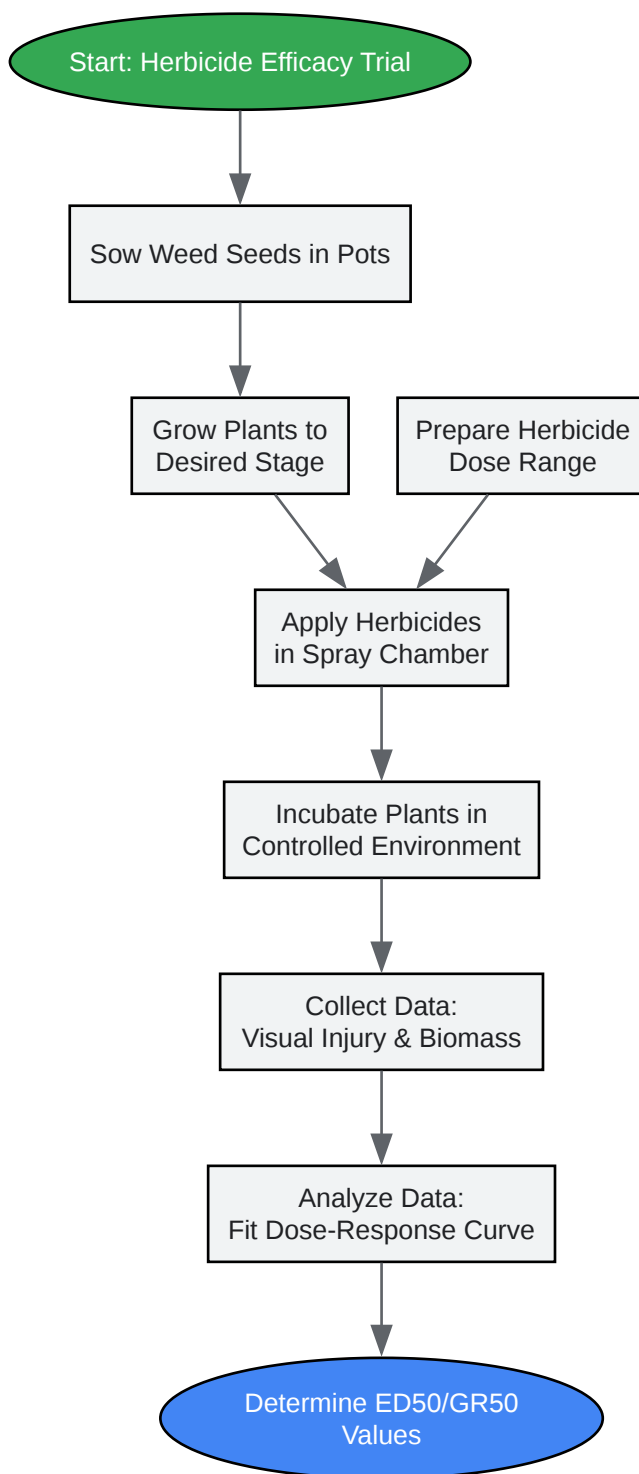 Start: Herbicide Efficacy Trial
Sow Weed Seeds in Pots
Grow Plants to
Desired Stage
Prepare Herbicide
Dose Range
Apply Herbicides
in Spray Chamber
Incubate Plants in
Controlled Environment
Collect Data:
Visual Injury & Biomass
Analyze Data:
Fit Dose-Response Curve
Determine ED50/GR50
Values